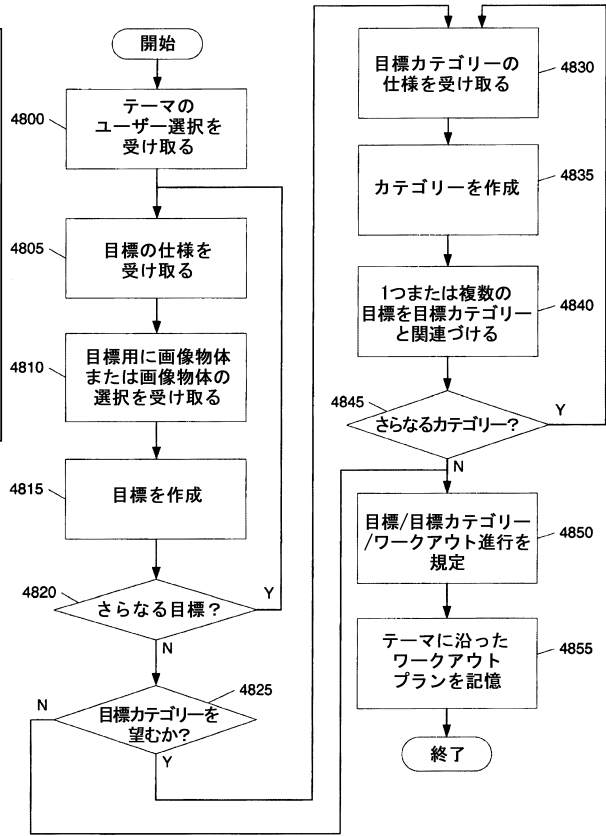 開始
4800
テーマの
ユーザー選択を
受け取る
4805
目標の仕様を
受け取る
4810
目標用に画像物体
または画像物体の
選択を受け取る
4815
目標を作成
4820
さらなる目標？
Y
N
4825
目標カテゴリーを
望むか？
N
Y
4830
目標カテゴリーの
仕様を受け取る
4835
カテゴリーを作成
4840
1つまたは複数の
目標を目標カテゴリー
と関連づける
4845
さらなるカテゴリー？
Y
N
4850
目標/目標カテゴリー
/ワークアウト進行を
規定
4855
テーマに沿った
ワークアウト
プランを記憶
終了